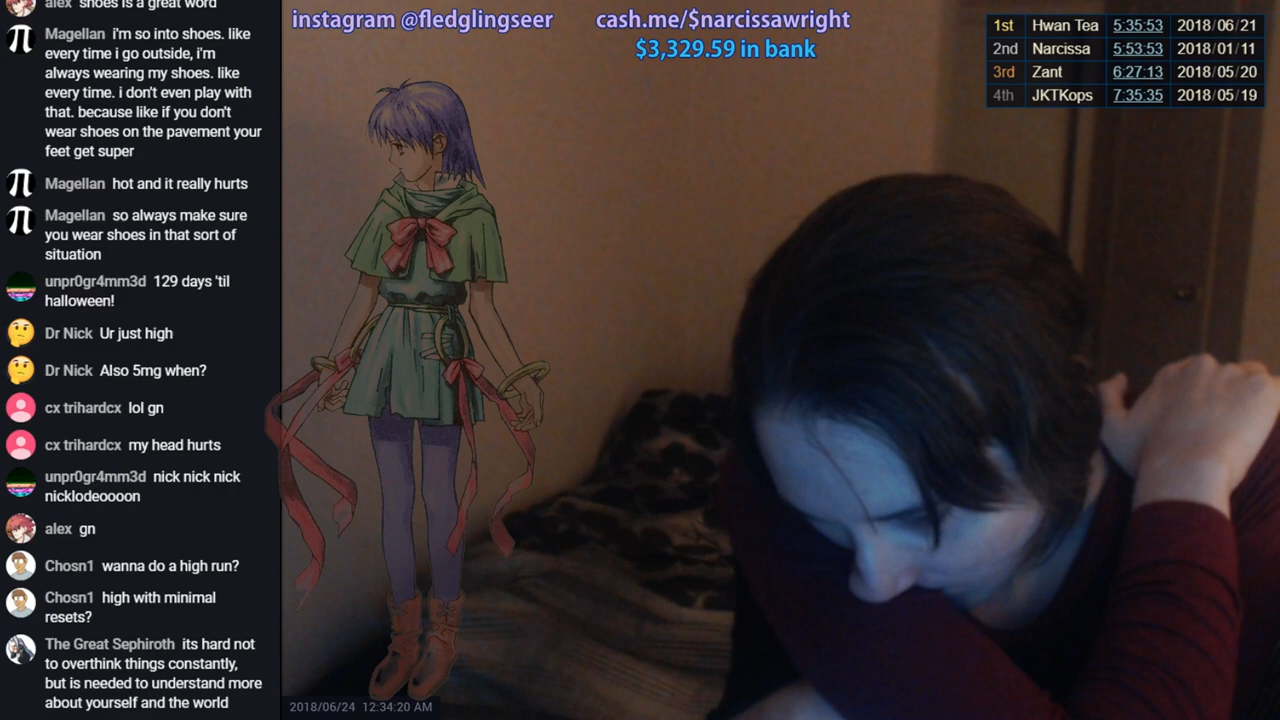 alex shoes is a great word
Magellan i'm so into shoes. like
every time i go outside, i'm
always wearing my shoes. like
every time. i don't even play with
that. because like if you don't
wear shoes on the pavement your
feet get super
Magellan hot and it really hurts
Magellan so always make sure
you wear shoes in that sort of
situation
unpr0gr4mm3d 129 days 'til
halloween!
Dr Nick Ur just high
Dr Nick Also 5mg when?
cx trihardcx lol gn
cx trihardcx my head hurts
unpr0gr4mm3d nick nick nick
nicklodeoooon
alex gn
Chosn1 wanna do a high run?
Chosn1 high with minimal
resets?
The Great Sephiroth its hard not
to overthink things constantly,
but is needed to understand more
about yourself and the world
instagram @fledglingseer cash.me/$narcissawright
$3,329.59 in bank
1st Hwan Tea 5:35:53 2018/06/21
2nd Narcissa 5:53:53 2018/01/11
3rd Zant 6:27:13 2018/05/20
4th JKTKops 7:35:35 2018/05/19
2018/06/24 12:34:20 AM